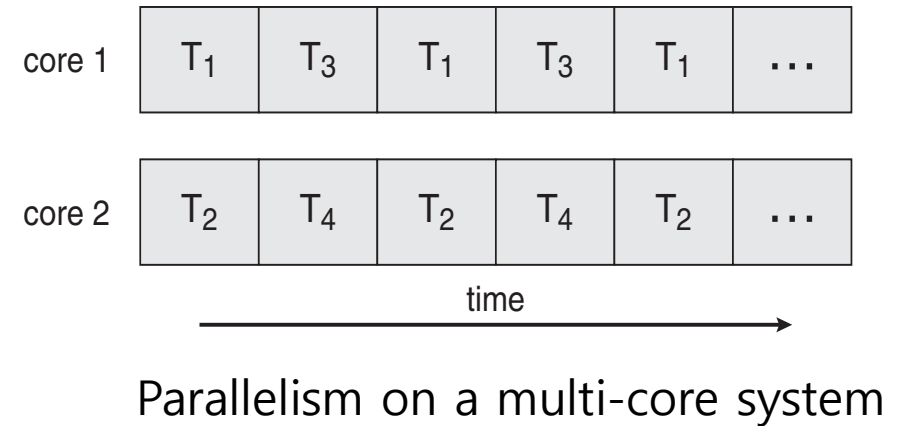 core 1 T₁ T₃ T₁ T₃ T₁ ...
core 2 T₂ T₄ T₂ T₄ T₂ ...
time
Parallelism on a multi-core system